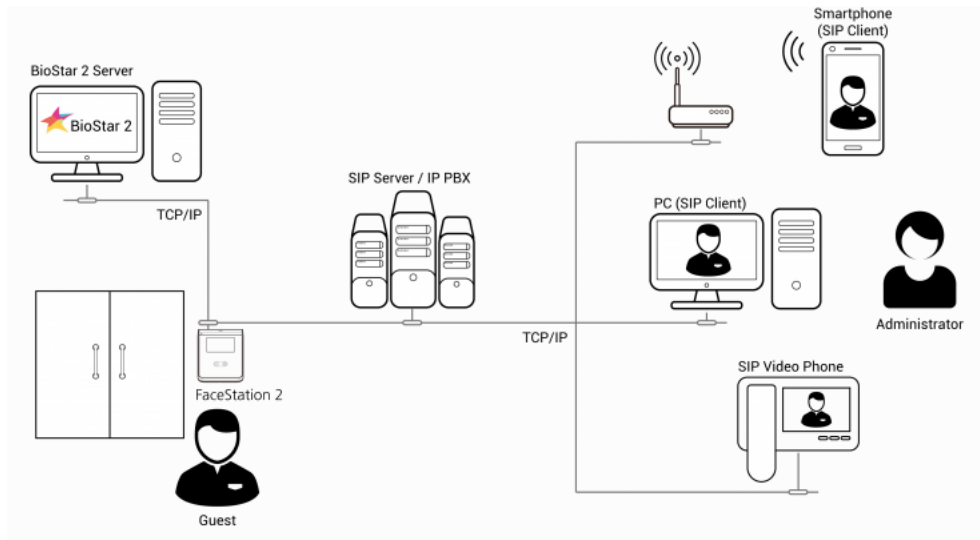 Smartphone
(SIP Client)
BioStar 2 Server
BioStar 2
SIP Server / IP PBX
PC (SIP Client)
TCP/IP
Administrator
TCP/IP
SIP Video Phone
FaceStation 2
Guest